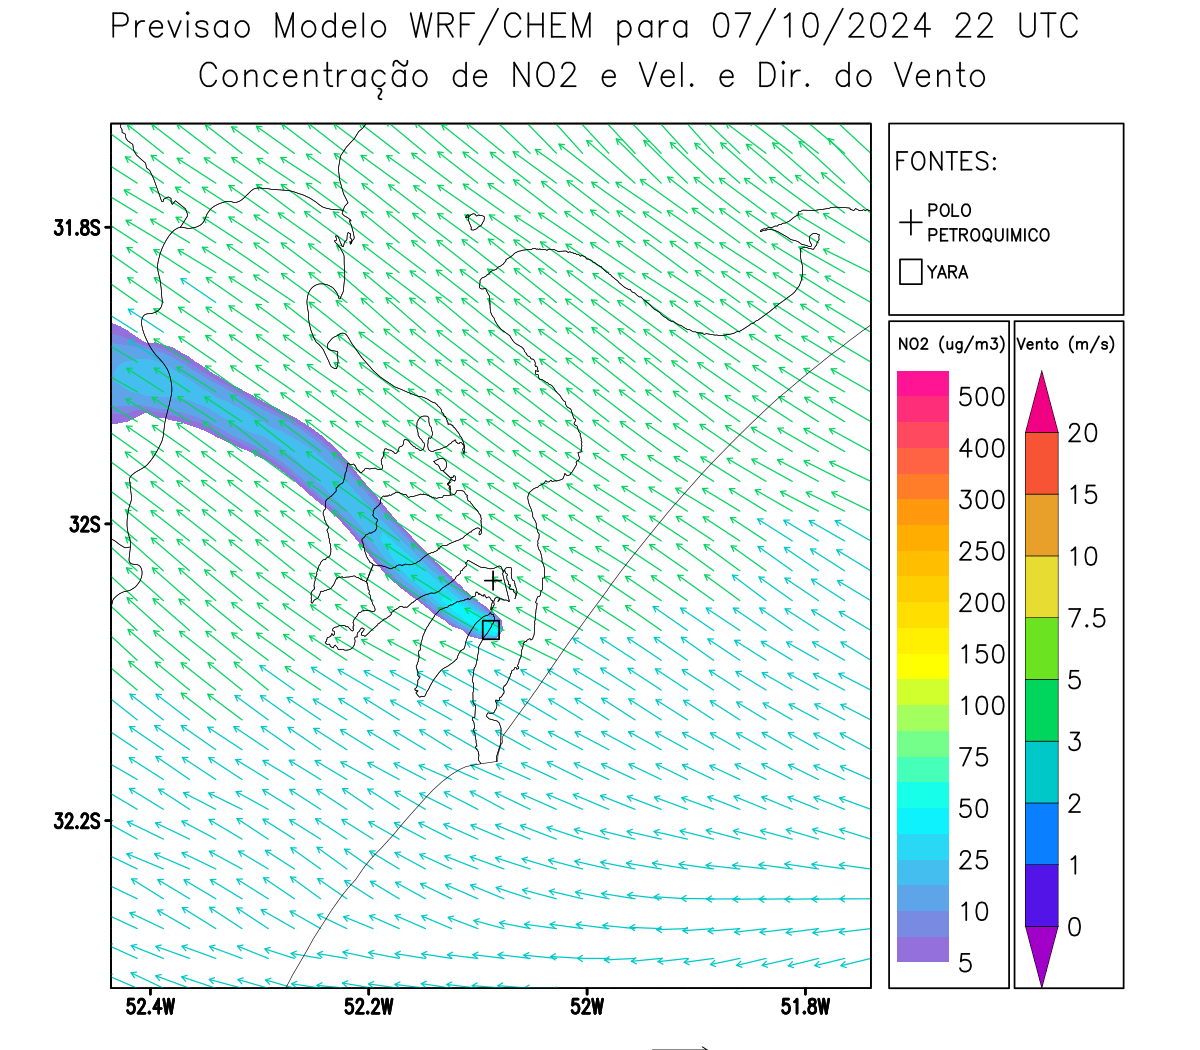 Previsao Modelo WRF/CHEM para 07/10/2024 22 UTC
Concentração de NO2 e Vel. e Dir. do Vento
FONTES:
POLO
PETROQUIMICO
YARA
31.8S
32S
32.2S
52.4W
52.2W
52W
51.8W
NO2 (ug/m3)
500
400
300
250
200
150
100
75
50
25
10
5
Vento (m/s)
20
15
10
7.5
5
3
2
1
0